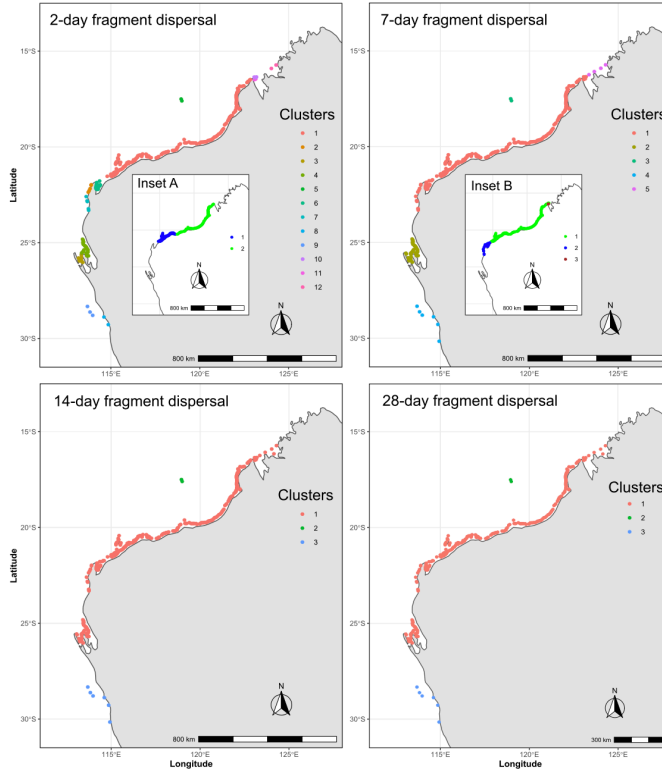 2-day fragment dispersal
15°S
20°S
25°S
30°S
Latitude
Clusters
1
2
3
4
5
6
7
8
9
10
11
12
Inset A
1
2
N
800 km
N
800 km
115°E
120°E
125°E
7-day fragment dispersal
15°S
20°S
25°S
30°S
Clusters
1
2
3
4
5
Inset B
1
2
3
N
800 km
N
800 km
115°E
120°E
125°E
14-day fragment dispersal
15°S
20°S
25°S
30°S
Latitude
Clusters
1
2
3
N
800 km
115°E
120°E
125°E
Longitude
28-day fragment dispersal
15°S
20°S
25°S
30°S
Clusters
1
2
3
N
300 km
115°E
120°E
125°E
Longitude